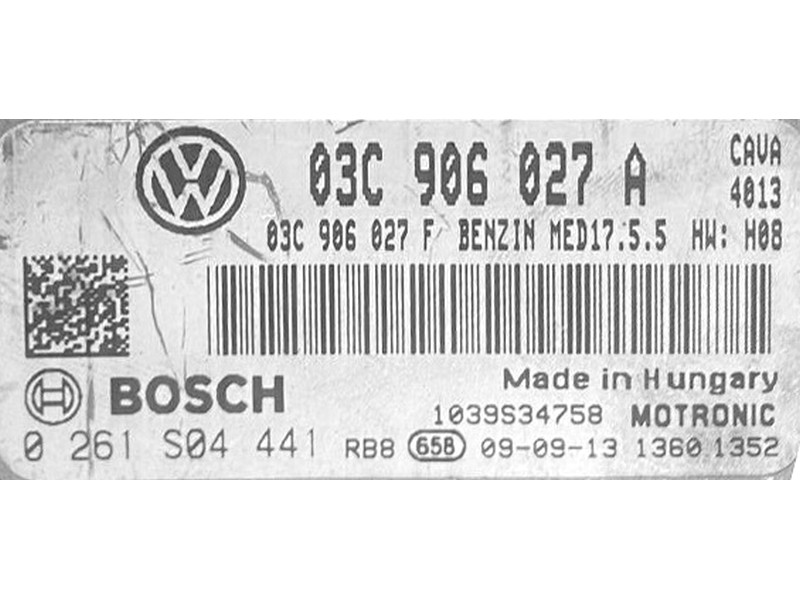 03C 906 027 A CAVA
4013
03C 906 027 F BENZIN MED17.5.5 HW: H08
BOSCH
Made in Hungary
1039S34758 MOTRONIC
0 261 S04 441 RB8 65B 09-09-13 1360 1352